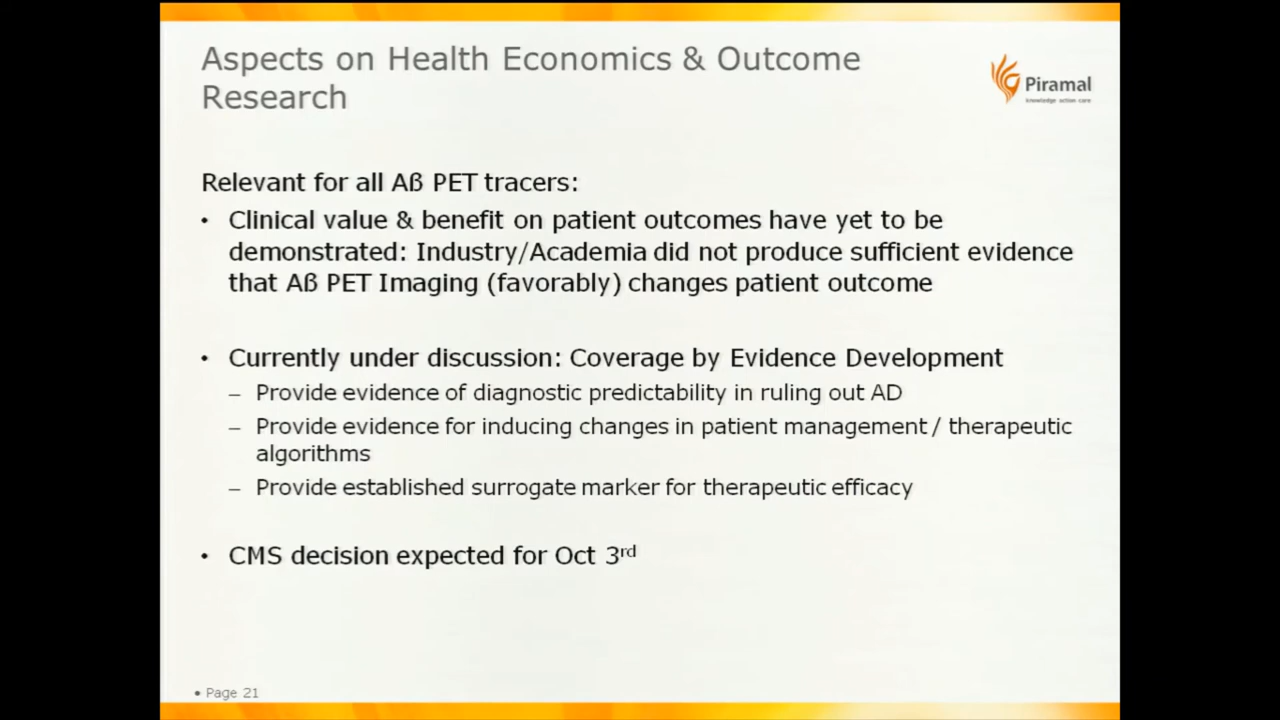 Aspects on Health Economics & Outcome
Research
Piramal
knowledge action care
Relevant for all Aß PET tracers:
• Clinical value & benefit on patient outcomes have yet to be
demonstrated: Industry/Academia did not produce sufficient evidence
that Aß PET Imaging (favorably) changes patient outcome
• Currently under discussion: Coverage by Evidence Development
– Provide evidence of diagnostic predictability in ruling out AD
– Provide evidence for inducing changes in patient management / therapeutic
algorithms
– Provide established surrogate marker for therapeutic efficacy
• CMS decision expected for Oct 3rd
• Page 21